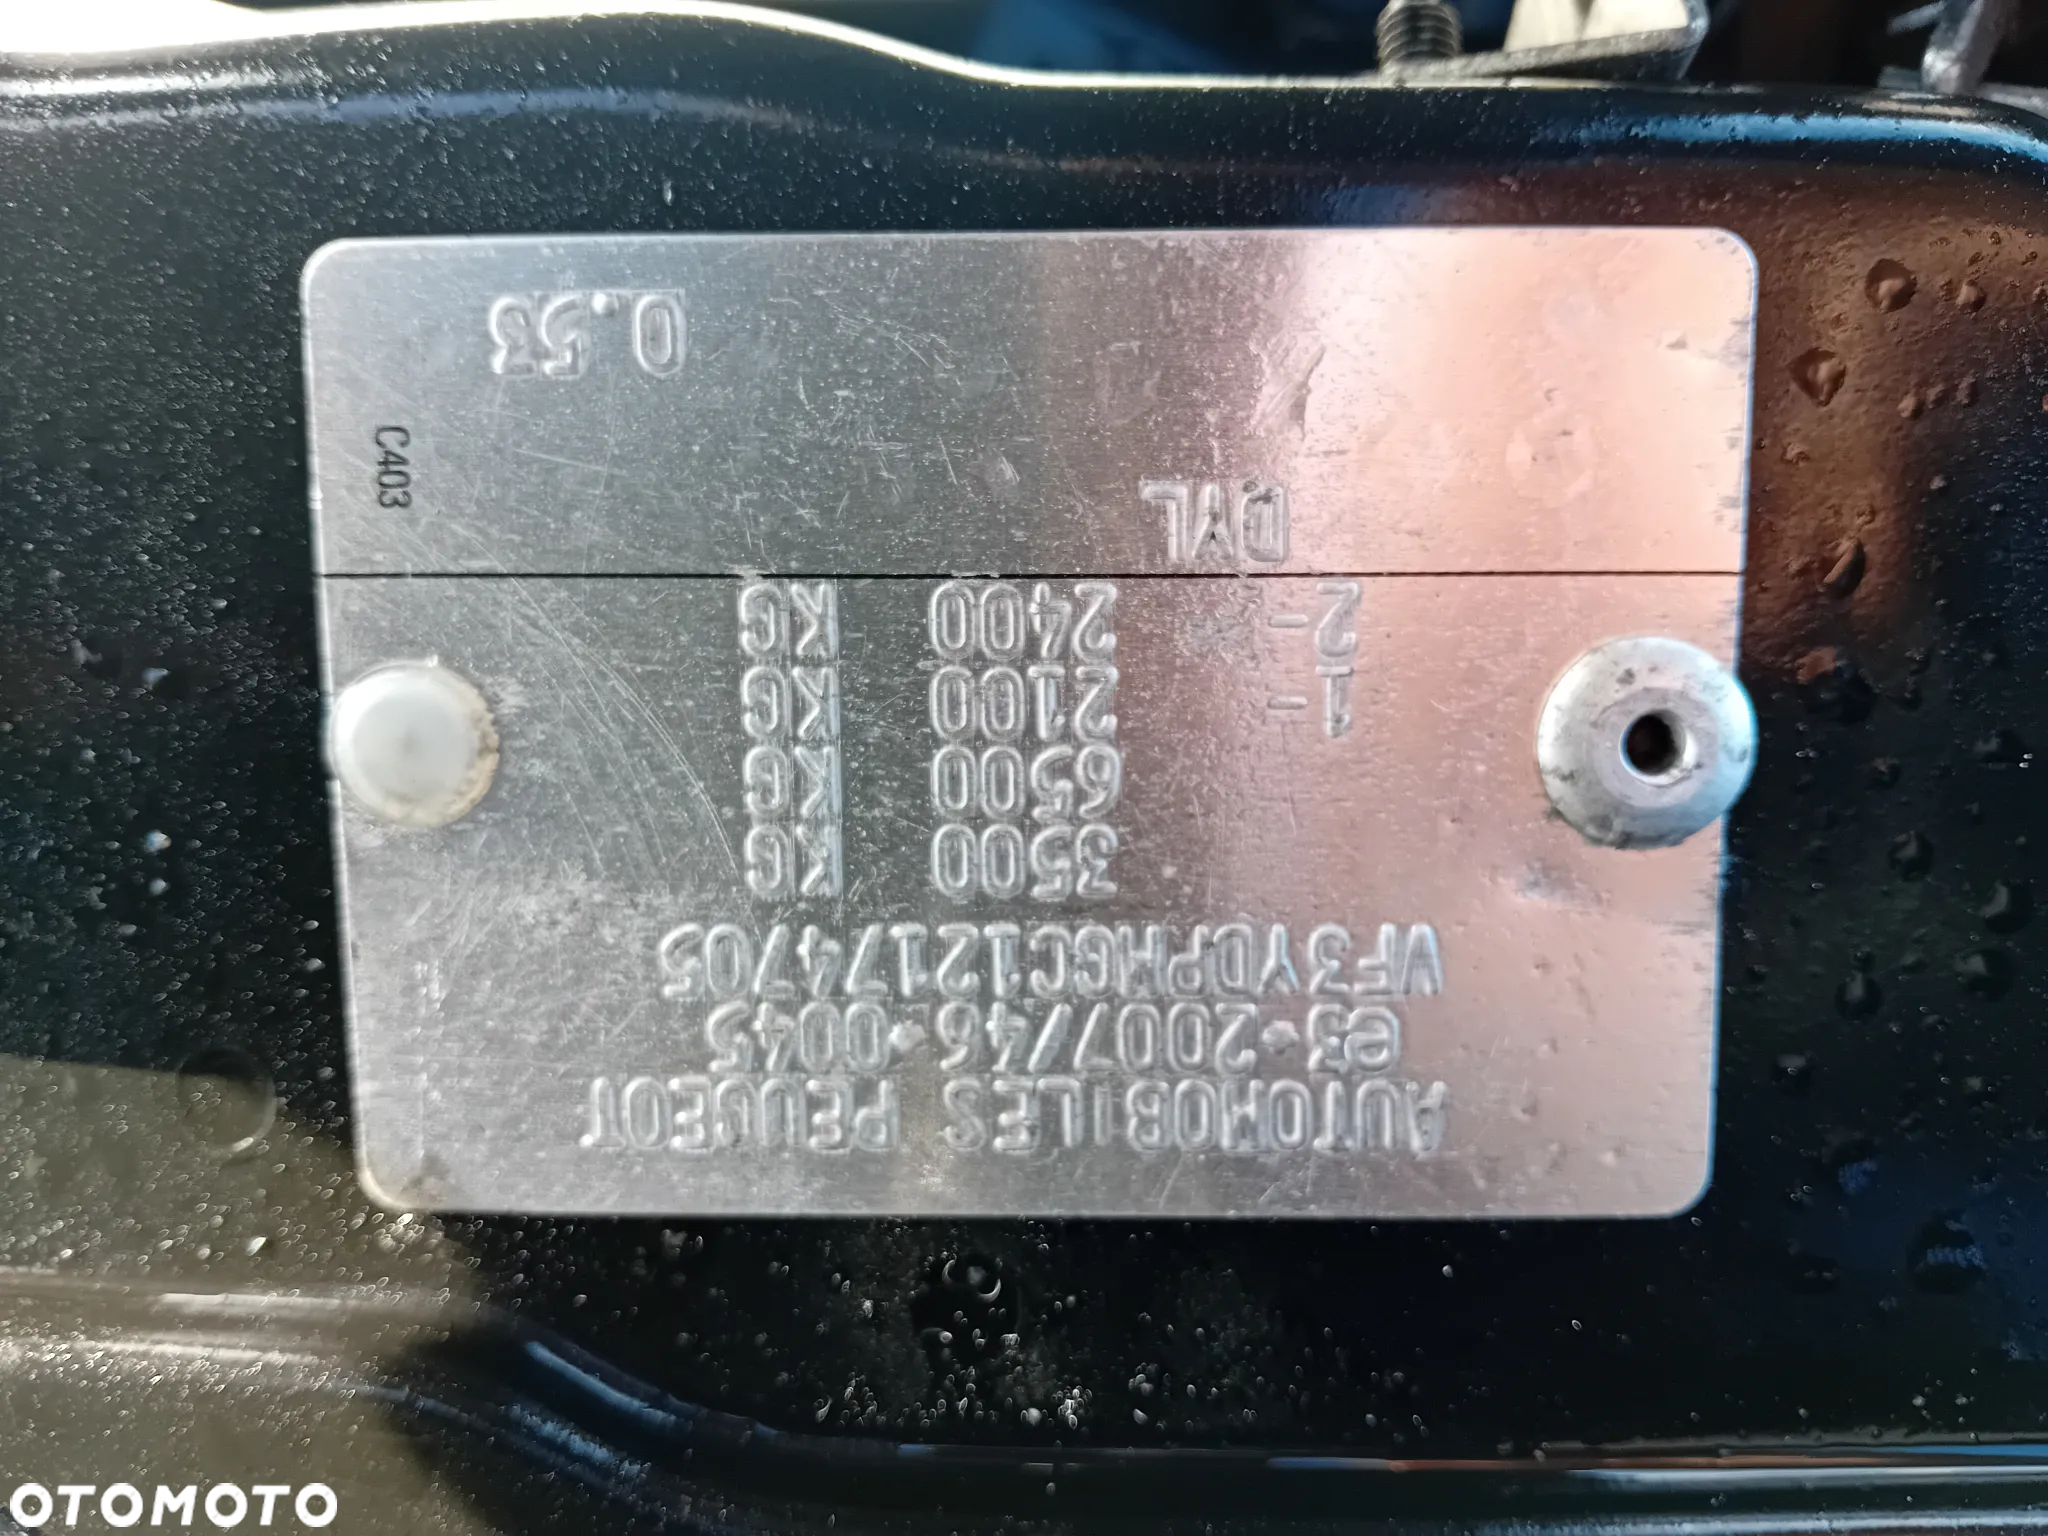 AUTOMOBILES PEUGEOT
e3*2007/46*0045
VF3YDPMGC12174705
3500 KG
6500 KG
1- 2100 KG
2- 2400 KG
DYL
0.53
C403
OTOMOTO